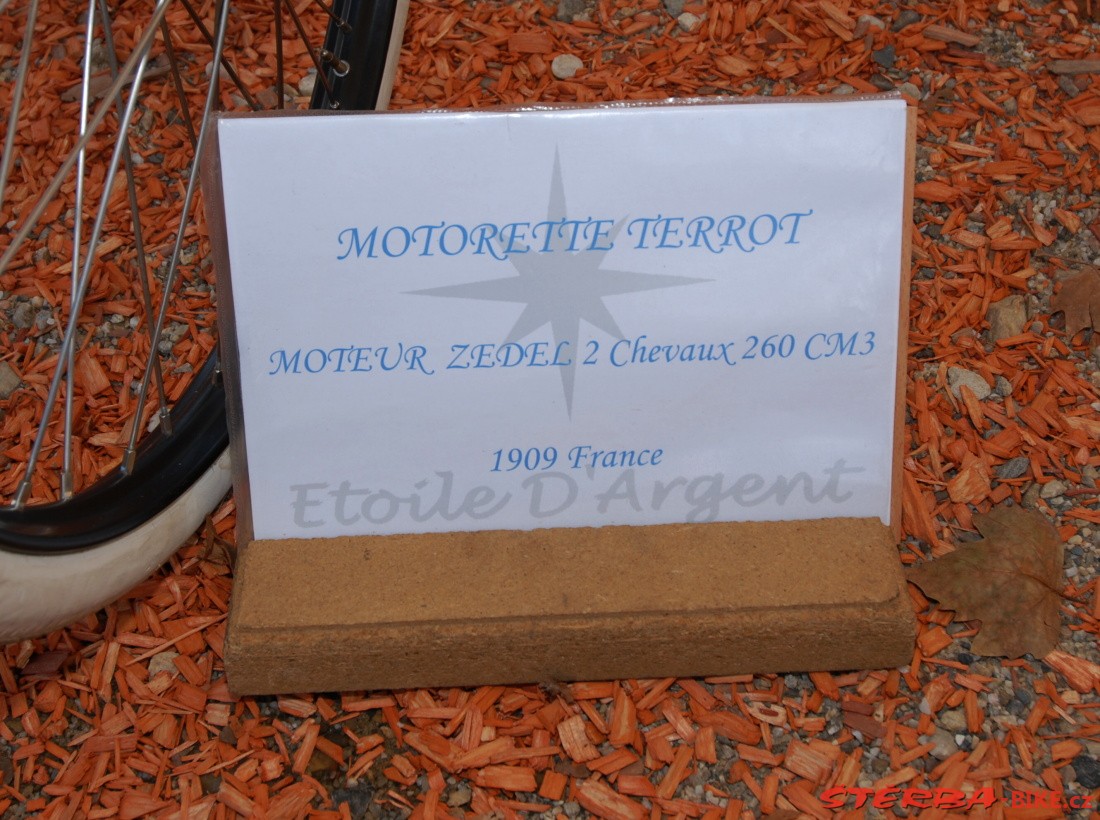 MOTORETTE TERROT
MOTEUR ZEDEL 2 Chevaux 260 CM3
1909 France
Etoile D'Argent
STERBA-BIKE.cz